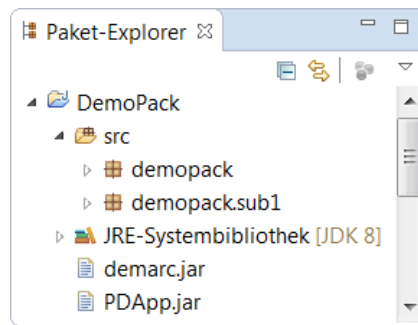 Paket-Explorer
DemoPack
src
demopack
demopack.sub1
JRE-Systembibliothek [JDK 8]
demarc.jar
PDApp.jar